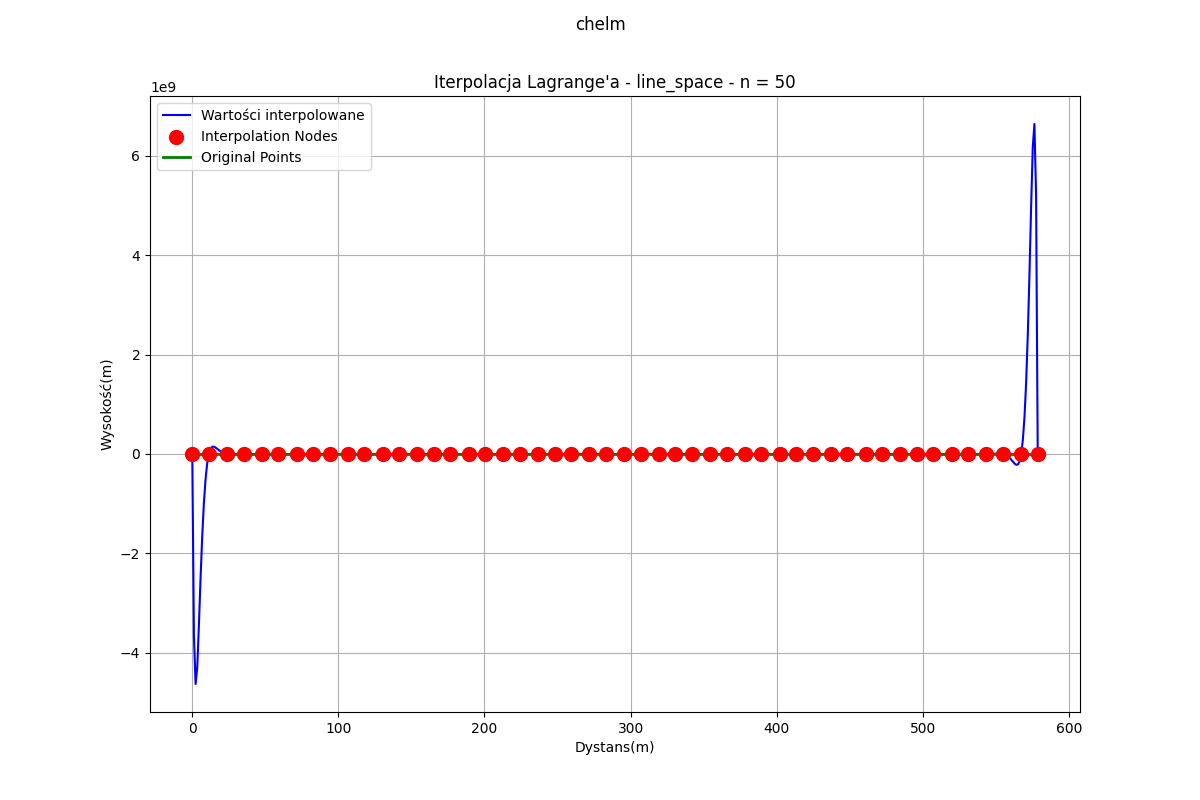 chelm
Iterpolacja Lagrange'a - line_space - n = 50
1e9
Wartości interpolowane
Interpolation Nodes
Original Points
6
4
2
0
−2
−4
Wysokość(m)
0 100 200 300 400 500 600
Dystans(m)